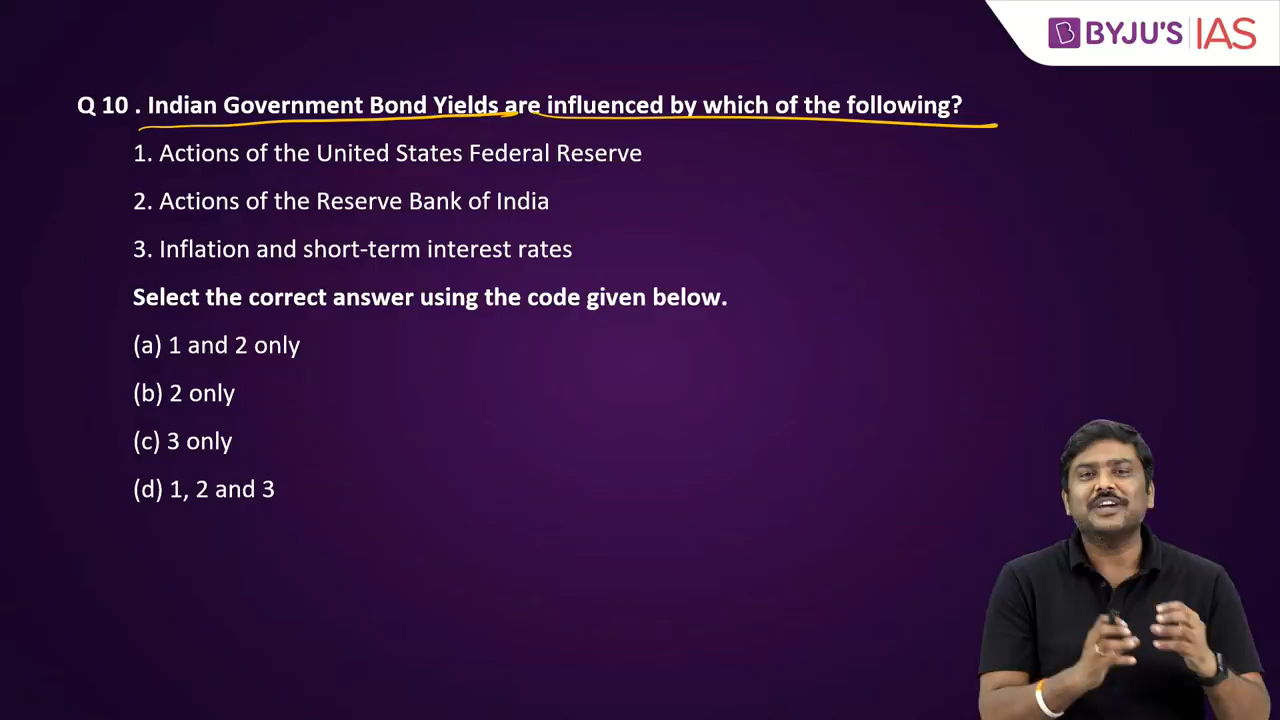 BYJU'S IAS
Q 10 . Indian Government Bond Yields are influenced by which of the following?
1. Actions of the United States Federal Reserve
2. Actions of the Reserve Bank of India
3. Inflation and short-term interest rates
Select the correct answer using the code given below.
(a) 1 and 2 only
(b) 2 only
(c) 3 only
(d) 1, 2 and 3